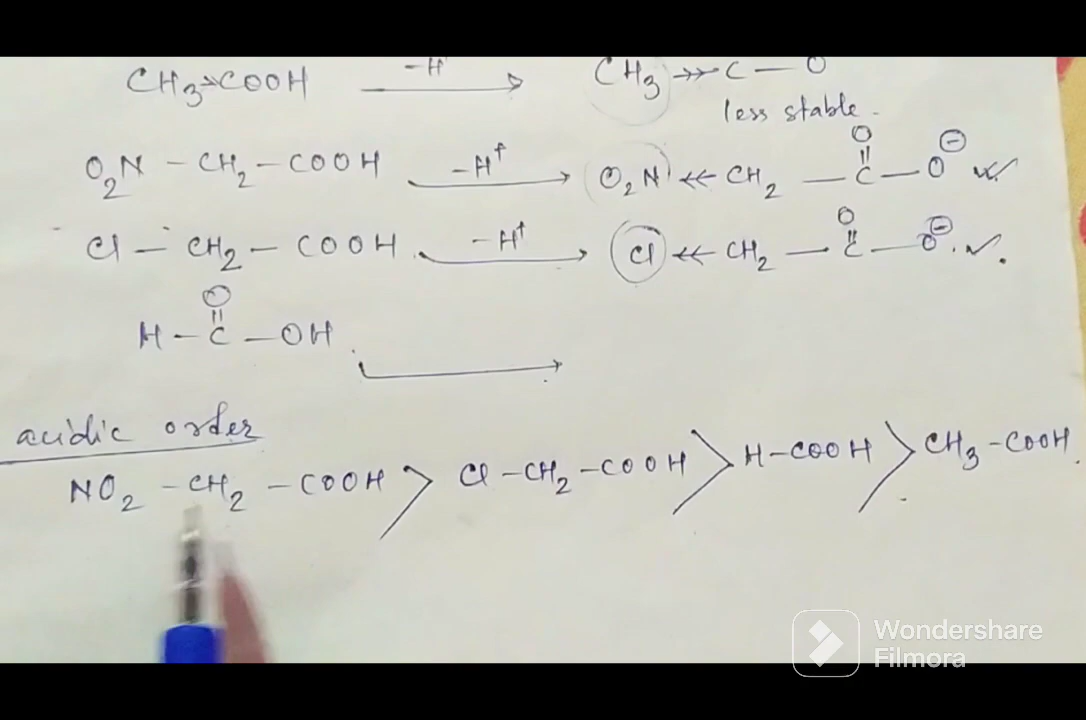 CH₃→COOH —H⁺→ CH₃ →→ C — O
less stable.
O₂N – CH₂ – COOH –H⁺→ O₂N ←← CH₂ — C(=O) — O⊖ ✓✓
Cl – CH₂ – COOH –H⁺→ Cl ←← CH₂ — C(=O) — O⊖ ✓
O
H – C – OH →
acidic order
NO₂ – CH₂ – COOH > Cl – CH₂ – COOH > H – COOH > CH₃ – COOH.
Wondershare
Filmora